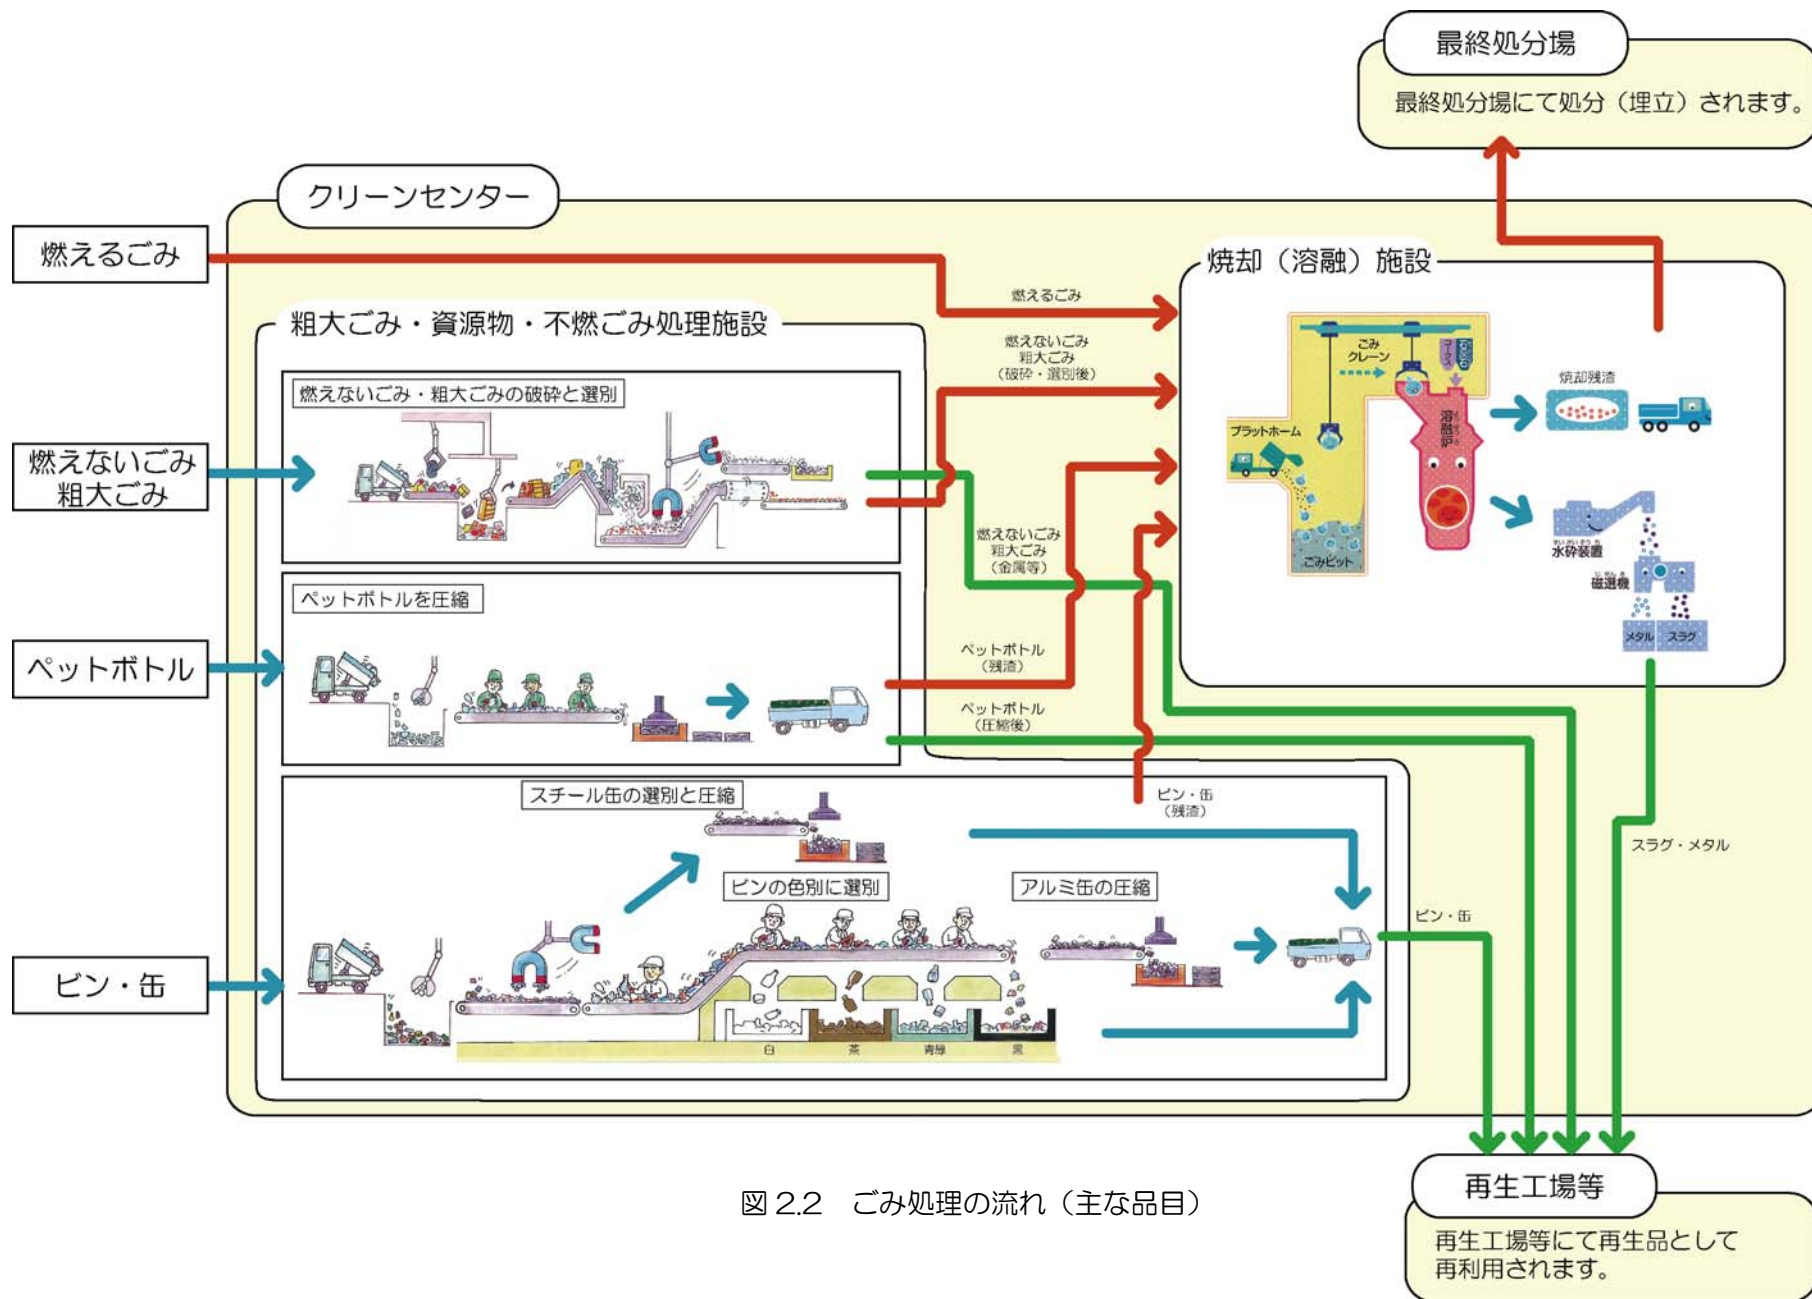 最終処分場
最終処分場にて処分（埋立）されます。
クリーンセンター
燃えるごみ
焼却（溶融）施設
燃えるごみ
粗大ごみ・資源物・不燃ごみ処理施設
燃えないごみ
粗大ごみ
（破砕・選別後）
ごみ
クレーン
コークス
焼却残渣
燃えないごみ・粗大ごみの破砕と選別
プラットホーム
溶融炉
燃えないごみ
粗大ごみ
燃えないごみ
粗大ごみ
（金属等）
ごみピット
水砕装置
磁選機
メタル
スラグ
ペットボトルを圧縮
ペットボトル
ペットボトル
（残渣）
ペットボトル
（圧縮後）
スチール缶の選別と圧縮
ビン・缶
（残渣）
スラグ・メタル
ビンの色別に選別
アルミ缶の圧縮
ビン・缶
ビン・缶
白
茶
青緑
黒
再生工場等
再生工場等にて再生品として
再利用されます。
図 2.2　ごみ処理の流れ（主な品目）